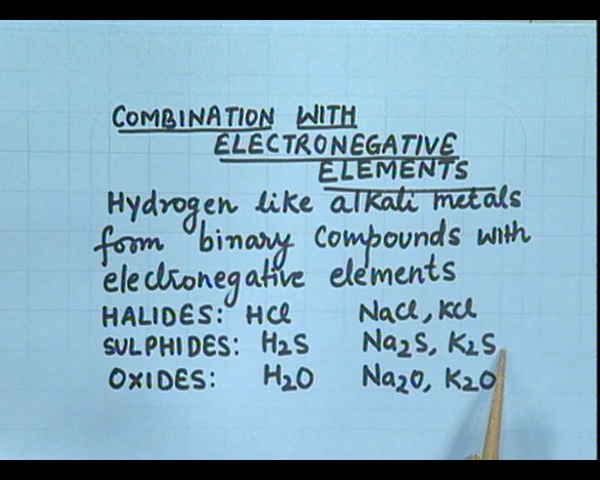 COMBINATION WITH
ELECTRONEGATIVE
ELEMENTS
Hydrogen like alkali metals
form binary compounds with
electronegative elements
HALIDES: HCl NaCl, KCl
SULPHIDES: H2S Na2S, K2S
OXIDES: H2O Na2O, K2O